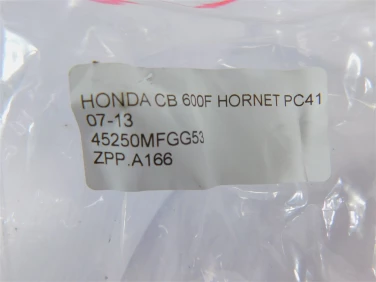 HONDA CB 600F HORNET PC41
07-13
45250MFGG53
ZPP.A166